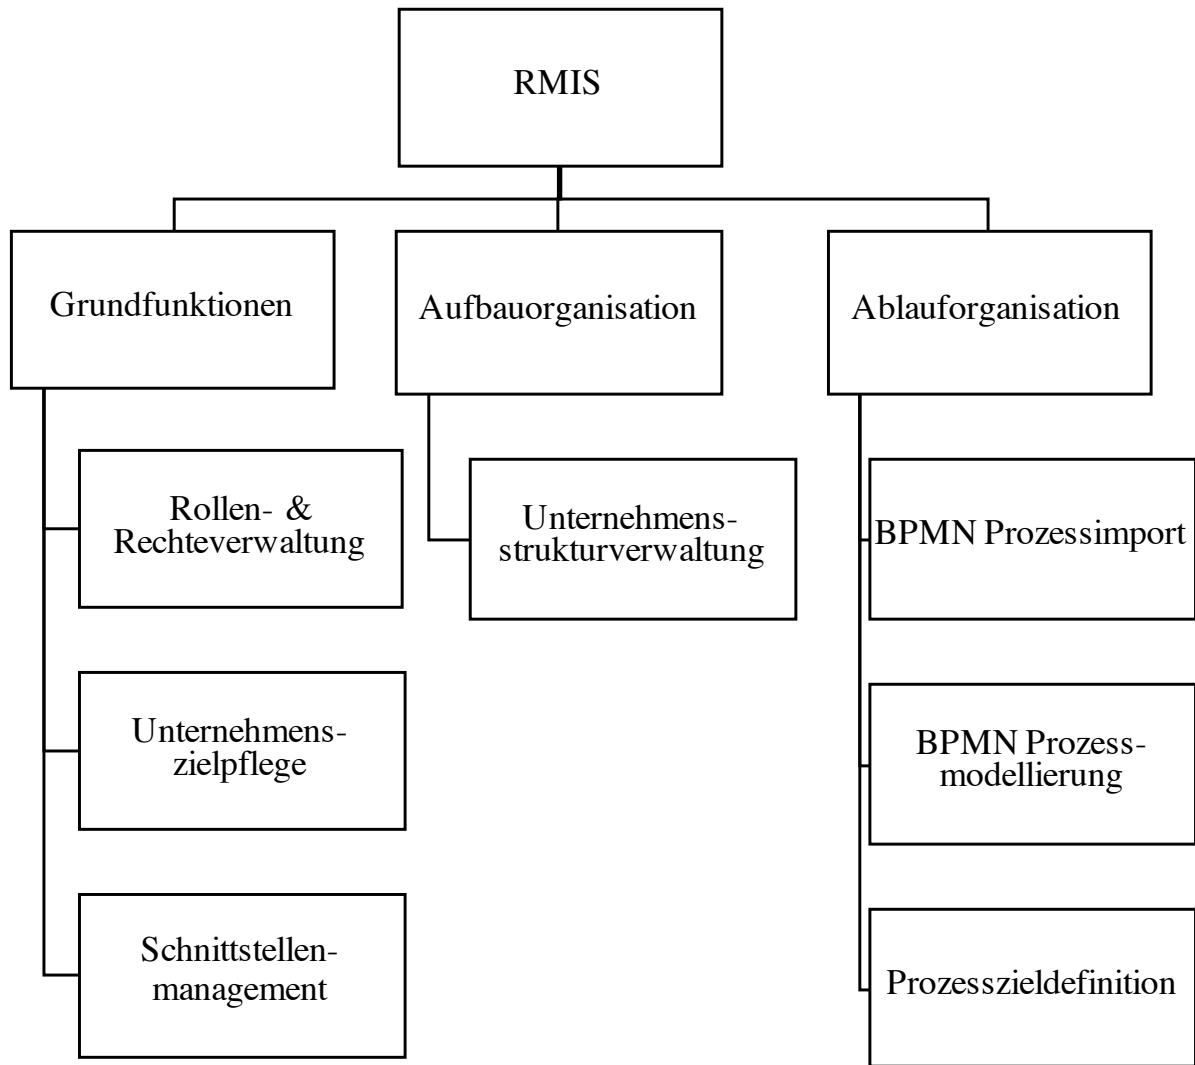 RMIS
Grundfunktionen
Aufbauorganisation
Ablauforganisation
Rollen- &
Rechteverwaltung
Unternehmens-
zielpflege
Schnittstellen-
management
Unternehmens-
strukturverwaltung
BPMN Prozessimport
BPMN Prozess-
modellierung
Prozesszieldefinition